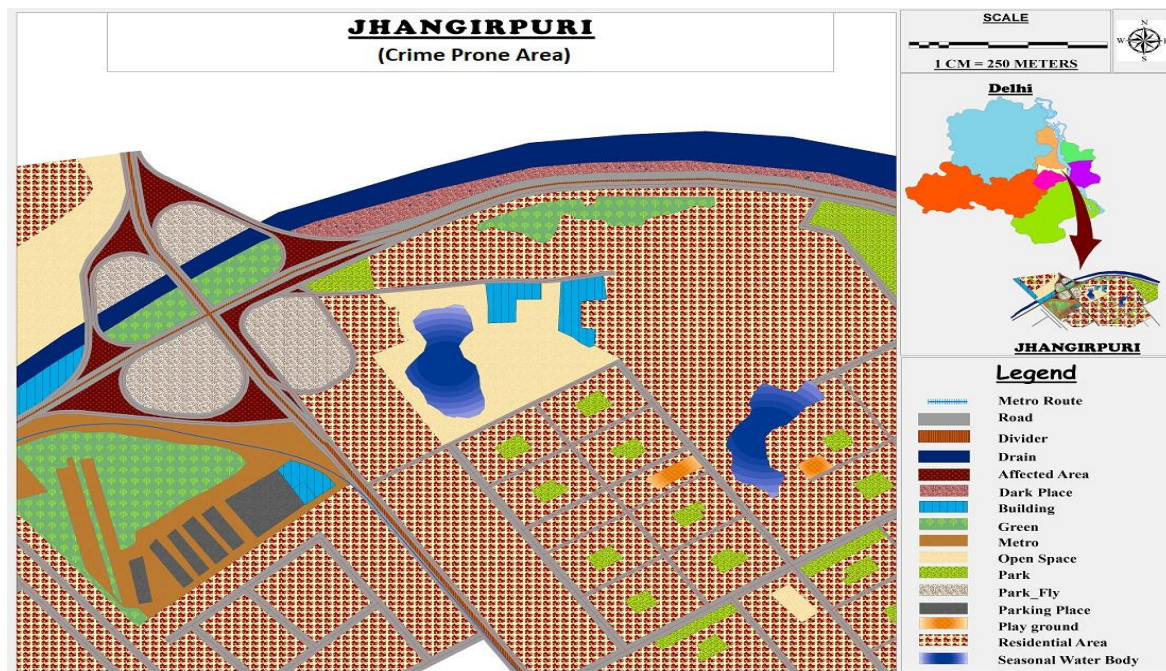 JHANGIRPURI
(Crime Prone Area)
SCALE
1 CM = 250 METERS
N
W
E
S
Delhi
JHANGIRPURI
Legend
Metro Route
Road
Divider
Drain
Affected Area
Dark Place
Building
Green
Metro
Open Space
Park
Park_Fly
Parking Place
Play ground
Residential Area
Seasonal Water Body